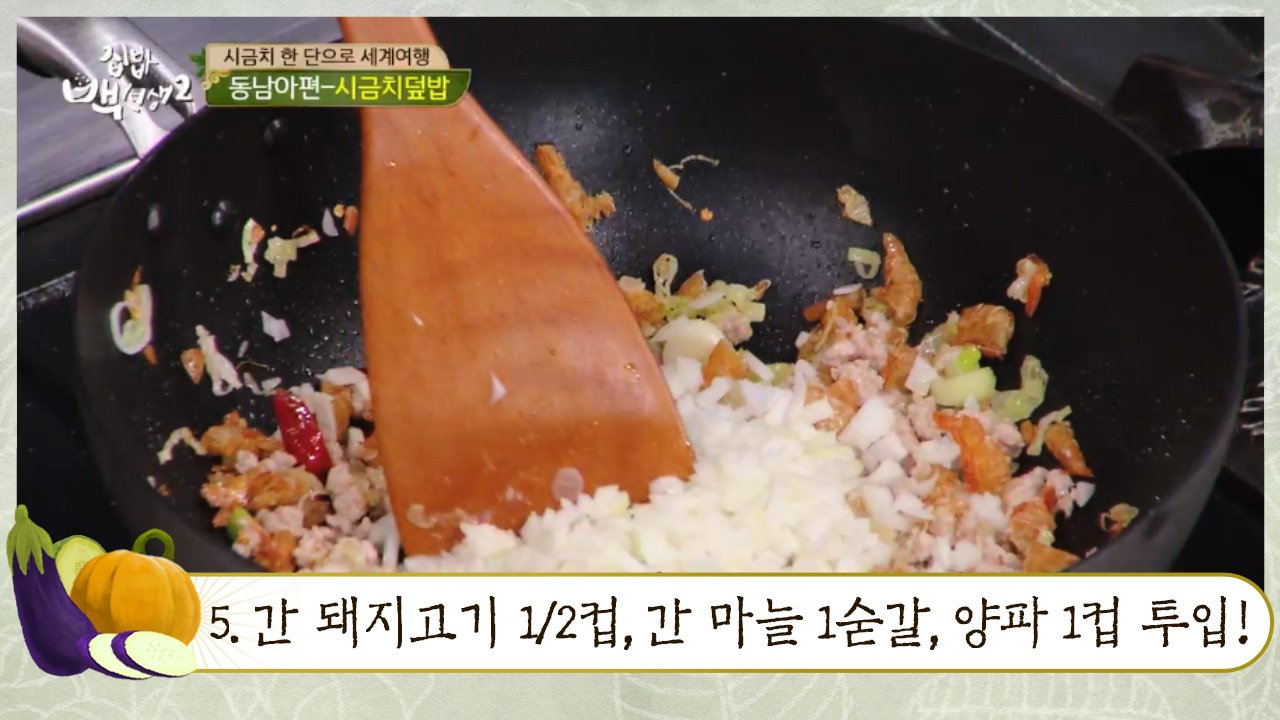 집밥
백선생2
시금치 한 단으로 세계여행
동남아편-시금치덮밥
5. 간 돼지고기 1/2컵, 간 마늘 1숟갈, 양파 1컵 투입!